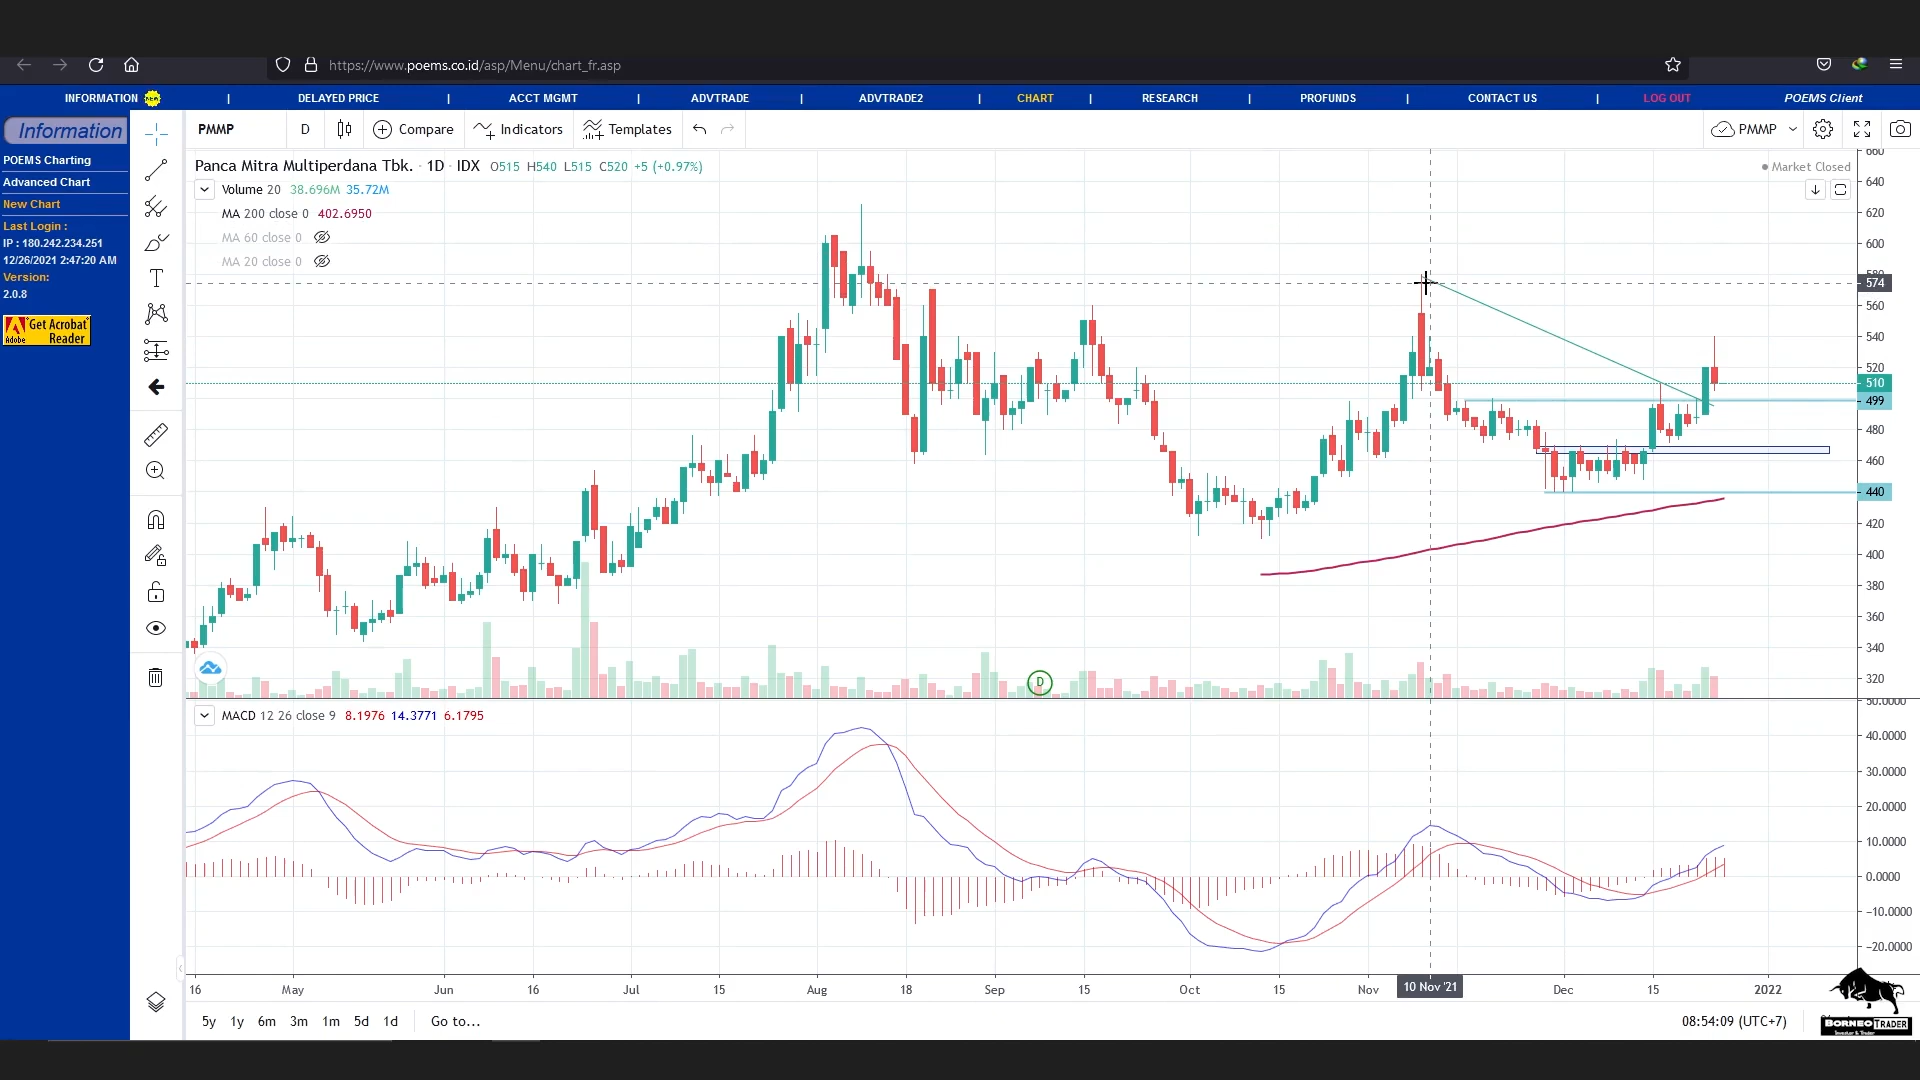 https://www.poems.co.id/asp/Menu/chart_fr.asp
INFORMATION NEW | DELAYED PRICE | ACCT MGMT | ADVTRADE | ADVTRADE2 | CHART | RESEARCH | PROFUNDS | CONTACT US | LOG OUT POEMS Client
Information
POEMS Charting
Advanced Chart
New Chart
Last Login :
IP : 180.242.234.251
12/26/2021 2:47:20 AM
Version:
2.0.8
Get Acrobat
Adobe Reader
PMMP D Compare Indicators Templates PMMP
Panca Mitra Multiperdana Tbk. · 1D · IDX O515 H540 L515 C520 +5 (+0.97%)
Market Closed
Volume 20 38.696M 35.72M
MA 200 close 0 402.6950
MA 60 close 0
MA 20 close 0
660
640
620
600
580
574
560
540
520
510
499
480
460
440
420
400
380
360
340
320
D
MACD 12 26 close 9 8.1976 14.3771 6.1795
50.0000
40.0000
30.0000
20.0000
10.0000
0.0000
−10.0000
−20.0000
16 May Jun 16 Jul 15 Aug 18 Sep 15 Oct 15 Nov 10 Nov '21 Dec 15 2022
5y 1y 6m 3m 1m 5d 1d Go to...
08:54:09 (UTC+7)
BORNEO TRADER
Investor & Trader